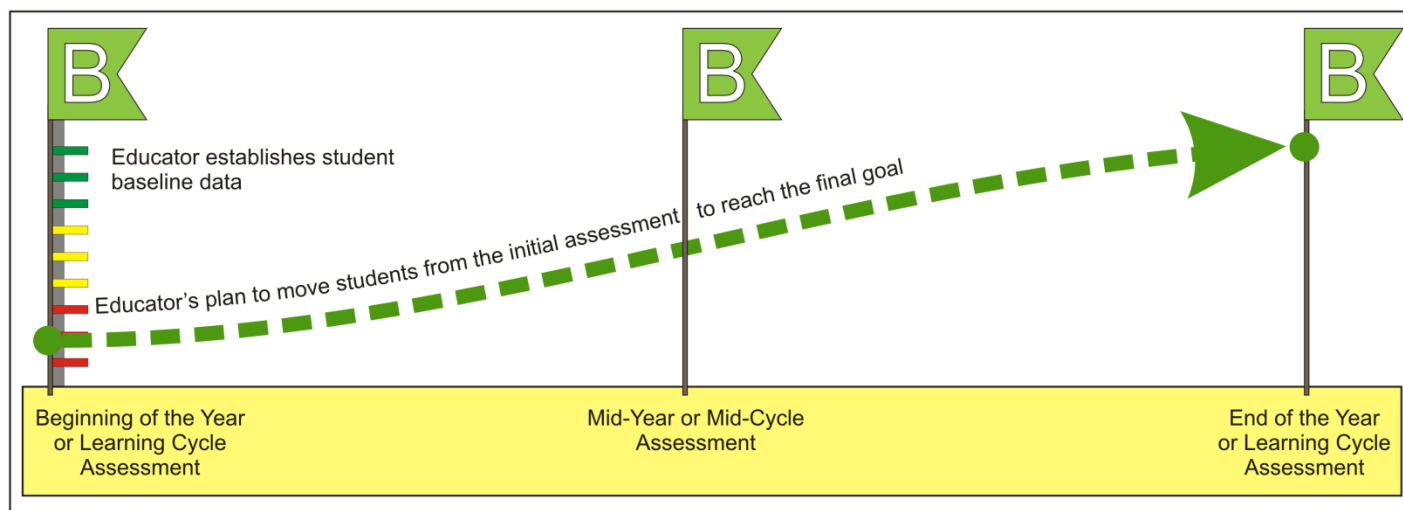 B
B
B
Educator establishes student
baseline data
Educator’s plan to move students from the initial assessment to reach the final goal
Beginning of the Year
or Learning Cycle
Assessment
Mid-Year or Mid-Cycle
Assessment
End of the Year
or Learning Cycle
Assessment